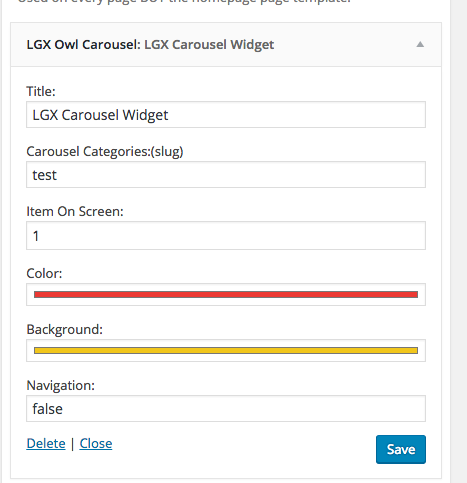 Used on every page BUT the homepage page template.
LGX Owl Carousel: LGX Carousel Widget
Title:
LGX Carousel Widget
Carousel Categories:(slug)
test
Item On Screen:
1
Color:
Background:
Navigation:
false
Delete | Close
Save